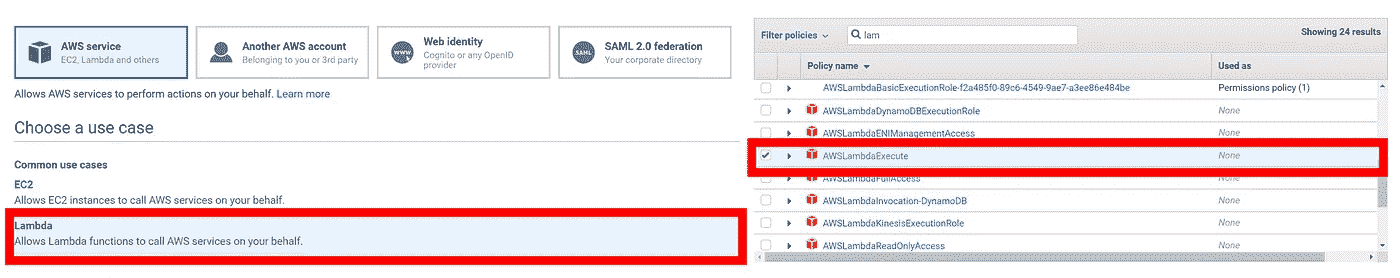 AWS service
EC2, Lambda and others
Another AWS account
Belonging to you or 3rd party
www
Web identity
Cognito or any OpenID
provider
SAML
SAML 2.0 federation
Your corporate directory
Allows AWS services to perform actions on your behalf. Learn more
Choose a use case
Common use cases
EC2
Allows EC2 instances to call AWS services on your behalf.
Lambda
Allows Lambda functions to call AWS services on your behalf.
Filter policies
lam
Showing 24 results
Policy name Used as
AWSLambdaBasicExecutionRole-f2a485f0-89c6-4549-9ae7-a3ee86e484be Permissions policy (1)
AWSLambdaDynamoDBExecutionRole None
AWSLambdaENIManagementAccess None
AWSLambdaExecute None
AWSLambdaFullAccess None
AWSLambdaInvocation-DynamoDB None
AWSLambdaKinesisExecutionRole None
AWSLambdaReadOnlyAccess None